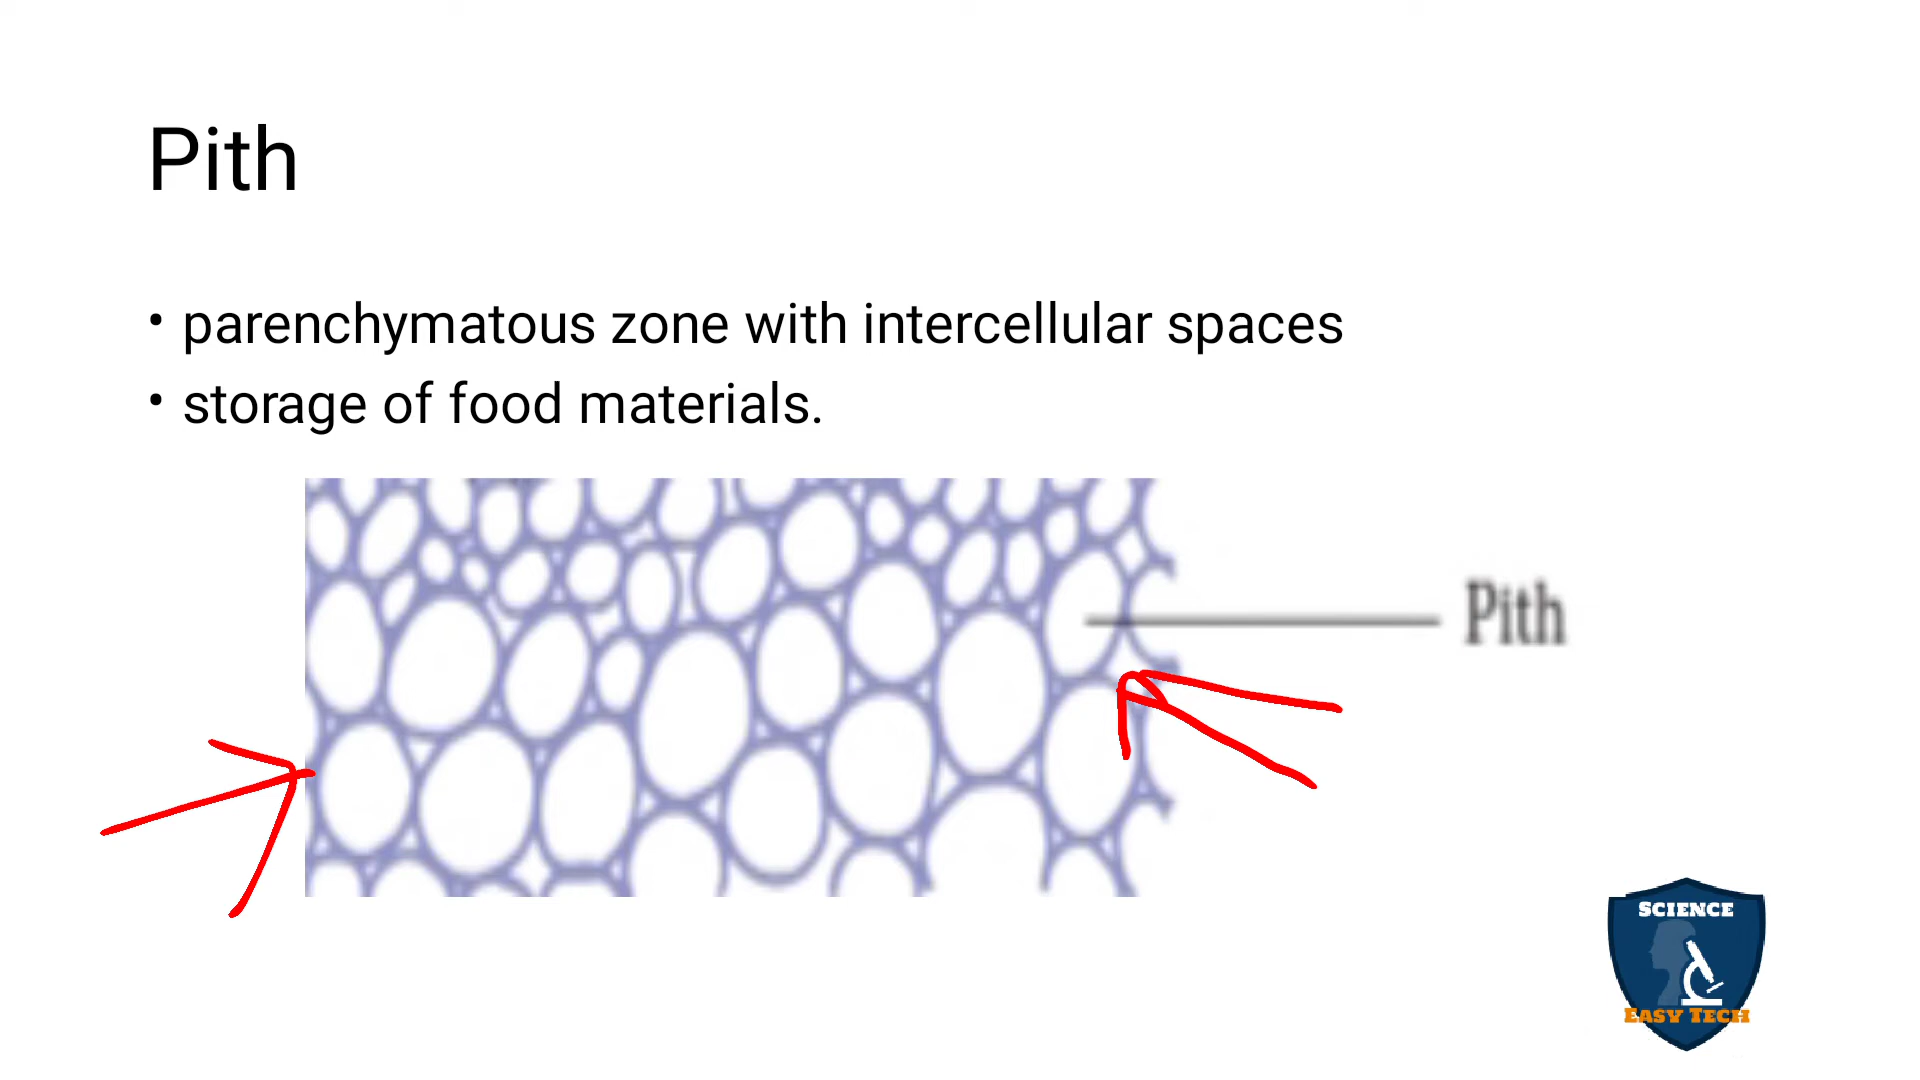 Pith
• parenchymatous zone with intercellular spaces
• storage of food materials.
Pith
SCIENCE
EASY TECH